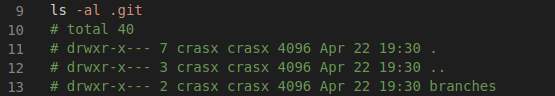 9 ls -al .git
10 # total 40
11 # drwxr-x--- 7 crasx crasx 4096 Apr 22 19:30 .
12 # drwxr-x--- 3 crasx crasx 4096 Apr 22 19:30 ..
13 # drwxr-x--- 2 crasx crasx 4096 Apr 22 19:30 branches